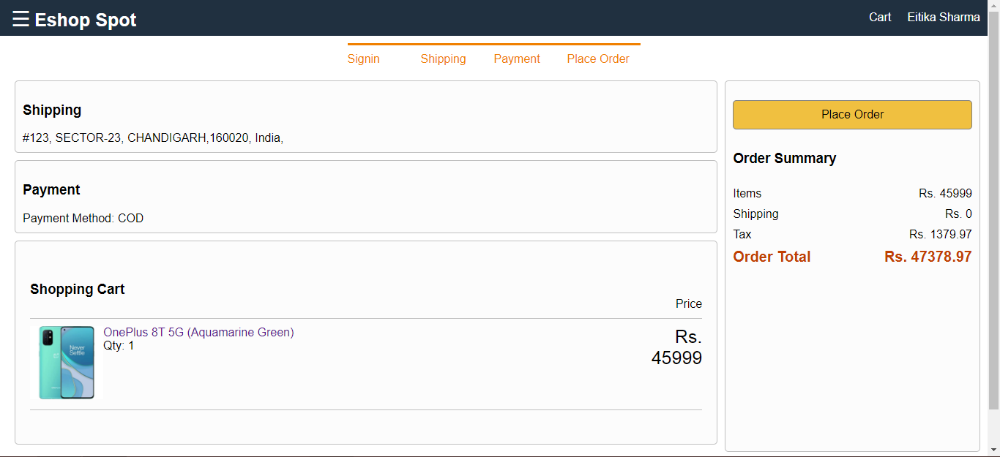 ☰ Eshop Spot
Cart Eitika Sharma
Signin Shipping Payment Place Order
Shipping
#123, SECTOR-23, CHANDIGARH,160020, India,
Payment
Payment Method: COD
Shopping Cart
Price
OnePlus 8T 5G (Aquamarine Green)
Qty: 1
Never
Settle
Rs.
45999
Place Order
Order Summary
Items Rs. 45999
Shipping Rs. 0
Tax Rs. 1379.97
Order Total Rs. 47378.97